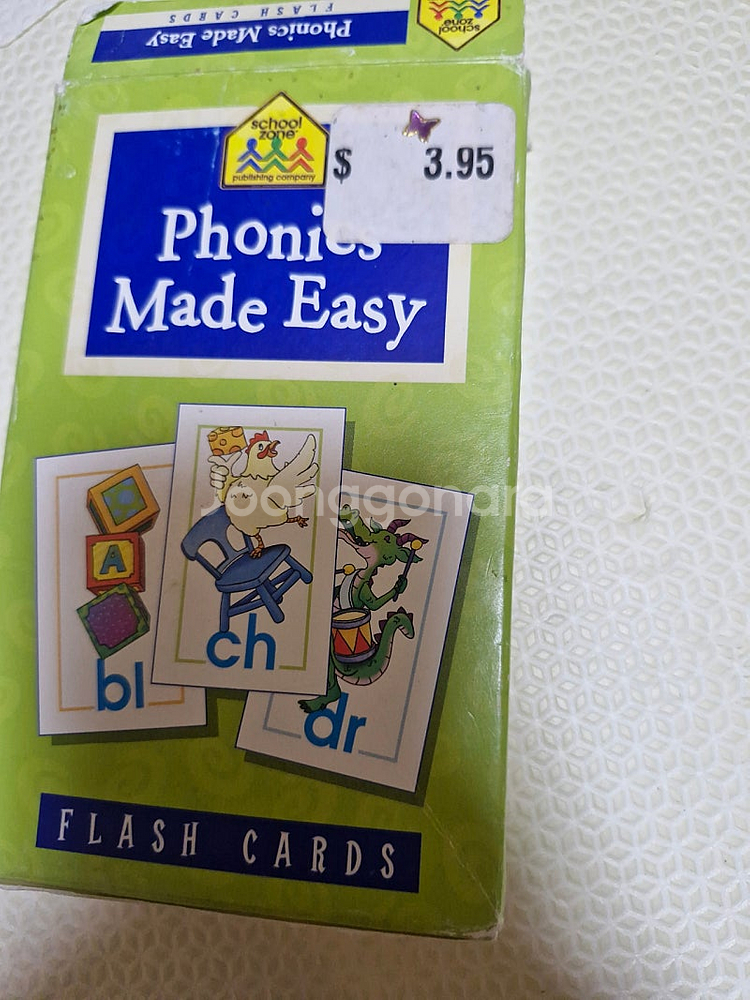 Phonics Made Easy
FLASH CARDS
school
zone
school
zone
publishing company
$ 3.95
Phonics
Made Easy
A
bl
ch
dr
FLASH CARDS
Joonggonara